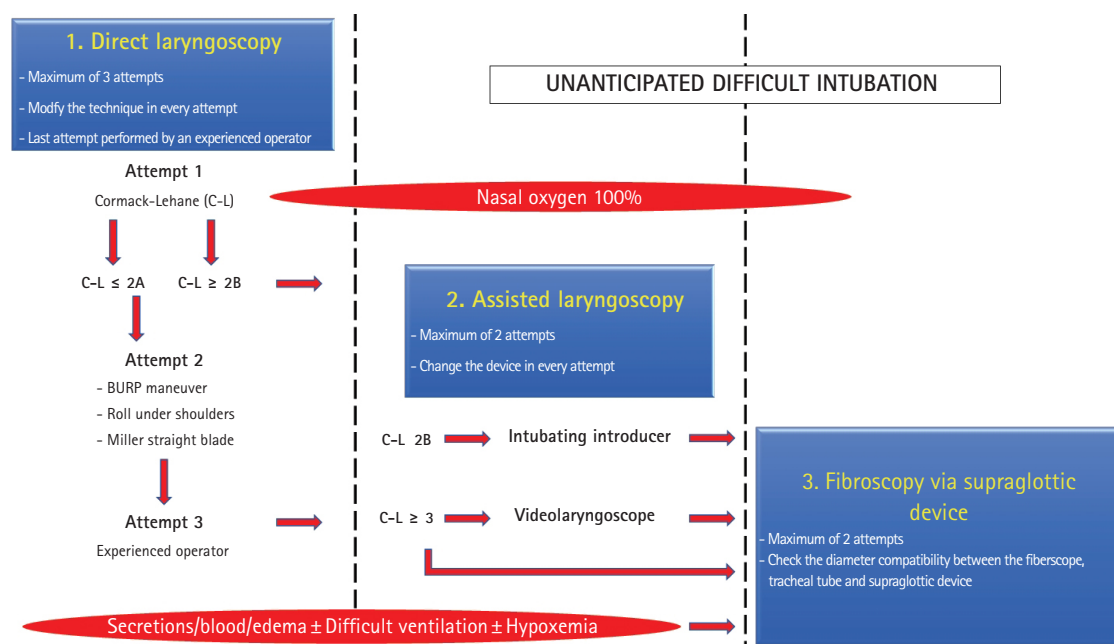 1. Direct laryngoscopy
- Maximum of 3 attempts
- Modfy the technique in every attempt
- Last attempt performed by an experienced operator
UNANTICIPATED DIFFICULT INTUBATION
Attempt 1
Cormack-Lehane (C-L)
Nasal oxygen 100%
C-L ≤ 2A
C-L ≥ 2B
2. Assisted laryngoscopy
- Maximum of 2 attempts
- Change the device in every attempt
Attempt 2
- BURP maneuver
- Roll under shoulders
- Miller straight blade
C-L 2B
Intubating introducer
Attempt 3
Experienced operator
C-L ≥ 3
Videolaryngoscope
3. Fibroscopy via supraglottic
device
- Maximum of 2 attempts
- Check the diameter compatibility between the fiberscope,
tracheal tube and supraglottic device
Secretions/blood/edema ± Difficult ventilation ± Hypoxemia